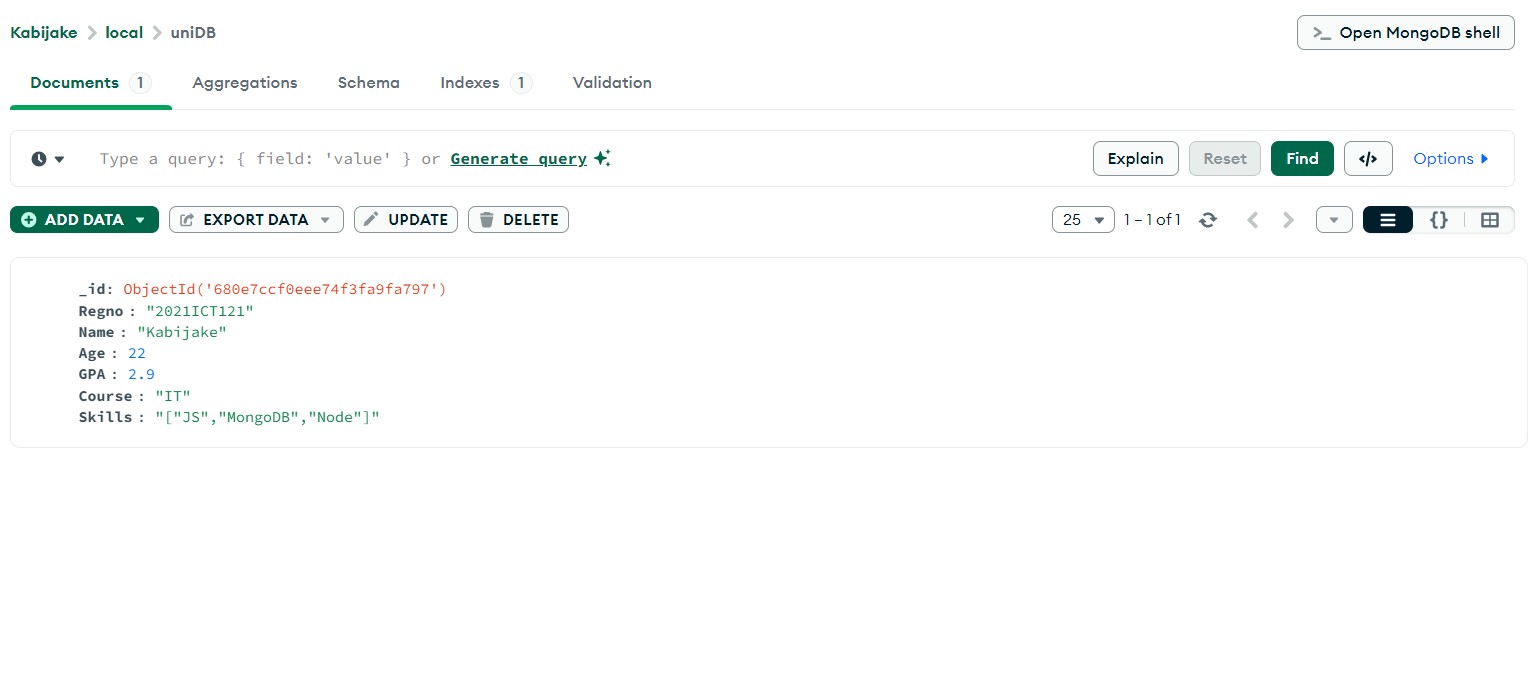 Kabijake > local > uniDB
>_ Open MongoDB shell
Documents 1 Aggregations Schema Indexes 1 Validation
Type a query: { field: 'value' } or Generate query
Explain Reset Find </> Options
ADD DATA EXPORT DATA UPDATE DELETE
25 1 – 1 of 1 {}
_id: ObjectId('680e7ccf0eee74f3fa9fa797')
Regno : "2021ICT121"
Name : "Kabijake"
Age : 22
GPA : 2.9
Course : "IT"
Skills : "["JS","MongoDB","Node"]"